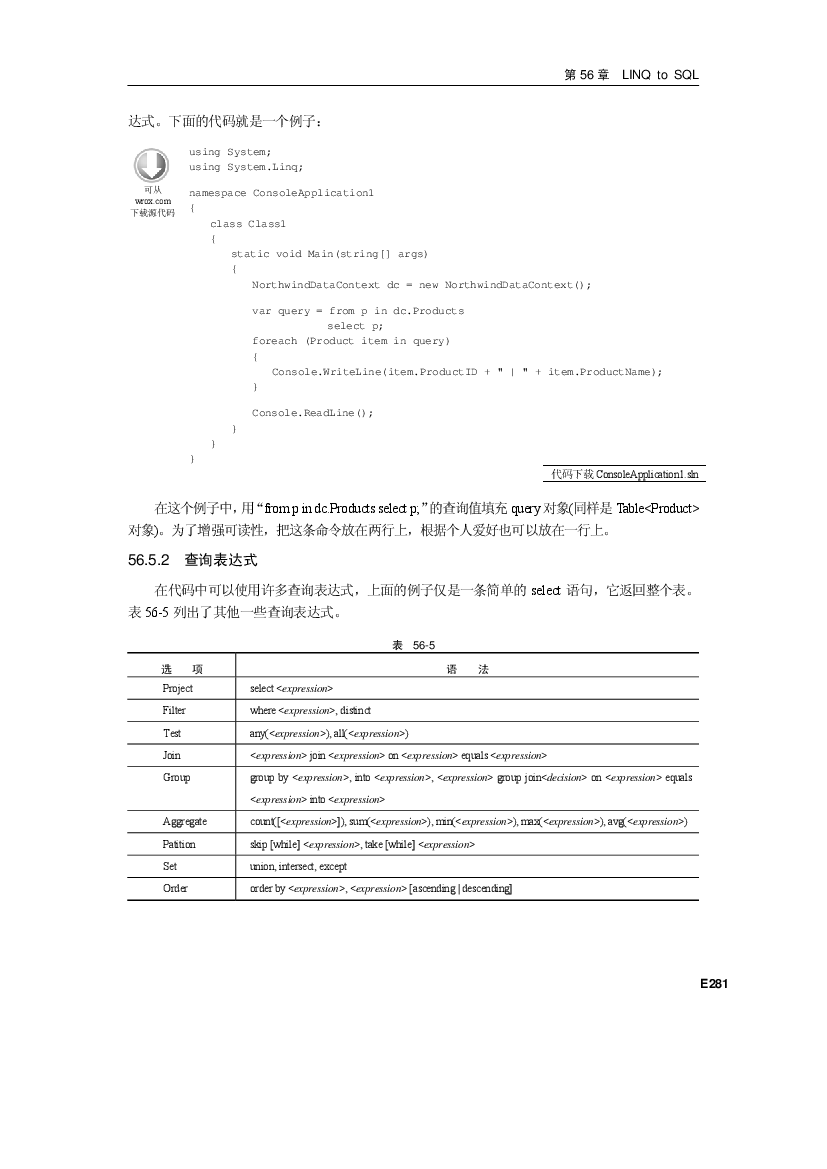 第 56 章 LINQ to SQL
达式。下面的代码就是一个例子：
可从
wrox.com
下载源代码
using System;
using System.Linq;
namespace ConsoleApplication1
{
class Class1
{
static void Main(string[] args)
{
NorthwindDataContext dc = new NorthwindDataContext();
var query = from p in dc.Products
select p;
foreach (Product item in query)
{
Console.WriteLine(item.ProductID + " | " + item.ProductName);
}
Console.ReadLine();
}
}
}
代码下载 ConsoleApplication1.sln
在这个例子中，用“from p in dc.Products select p;”的查询值填充 query 对象(同样是 Table<Product>
对象)。为了增强可读性，把这条命令放在两行上，根据个人爱好也可以放在一行上。
56.5.2 查询表达式
在代码中可以使用许多查询表达式，上面的例子仅是一条简单的 select 语句，它返回整个表。
表 56-5 列出了其他一些查询表达式。
表 56-5
选 项 语 法
Project select <expression>
Filter where <expression>, distinct
Test any(<expression>), all(<expression>)
Join <expression> join <expression> on <expression> equals <expression>
Group group by <expression>, into <expression>, <expression> group join<decision> on <expression> equals
<expression> into <expression>
Aggregate count([<expression>]), sum(<expression>), min(<expression>), max(<expression>), avg(<expression>)
Patition skip [while] <expression>, take [while] <expression>
Set union, intersect, except
Order order by <expression>, <expression> [ascending | descending]
E281